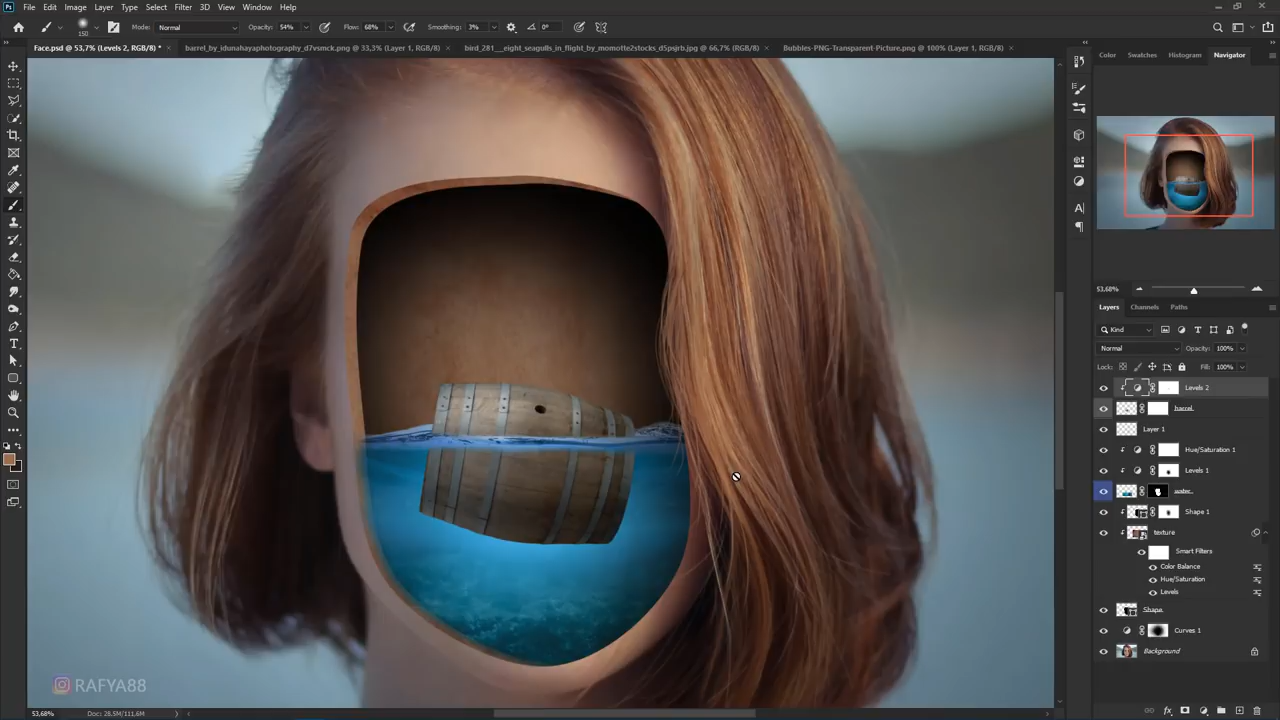 Ps File Edit Image Layer Type Select Filter 3D View Window Help
150 Mode: Normal Opacity: 54% Flow: 68% Smoothing: 3% 0°
Face.psd @ 53,7% (Levels 2, RGB/8) * × barrel_by_idunahayaphotography_d7vsmck.png @ 33,3% (Layer 1, RGB/8) × bird_281__eight_seagulls_in_flight_by_momotte2stocks_d5psjrb.jpg @ 66,7% (RGB/8) × Bubbles-PNG-Transparent-Picture.png @ 100% (Layer 1, RGB/8) ×
Color Swatches Histogram Navigator
53,68%
Layers Channels Paths
Kind
Normal Opacity: 100%
Lock: Fill: 100%
Levels 2
barrel
Layer 1
Hue/Saturation 1
Levels 1
water
Shape 1
texture
Smart Filters
Color Balance
Hue/Saturation
Levels
Shape
Curves 1
Background
RAFYA88
53,68% Doc: 28,5M/111,6M